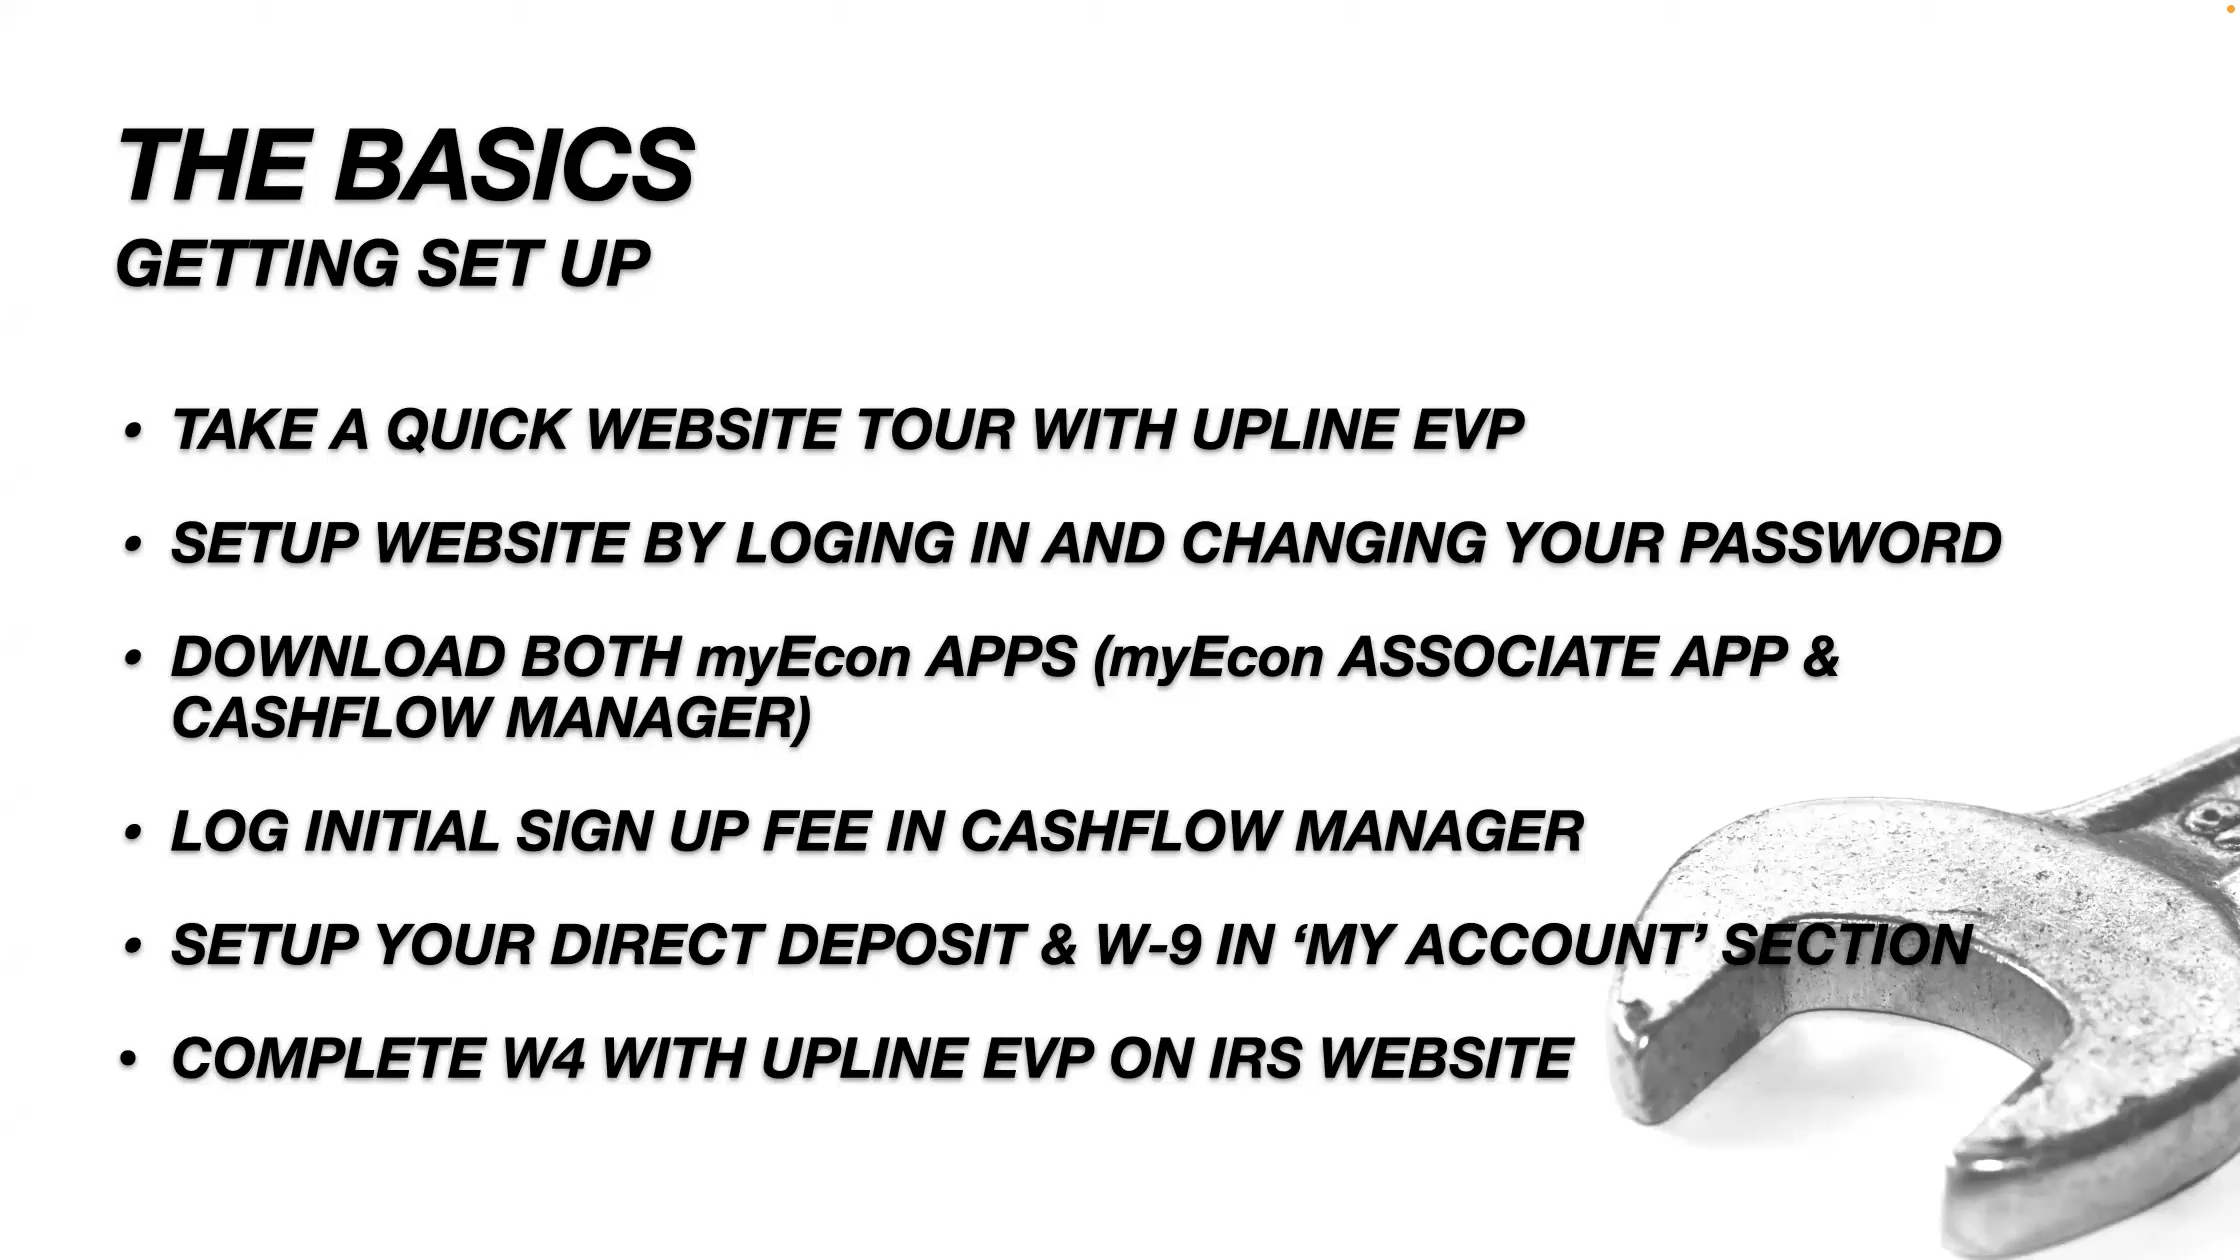 THE BASICS
GETTING SET UP
• TAKE A QUICK WEBSITE TOUR WITH UPLINE EVP
• SETUP WEBSITE BY LOGING IN AND CHANGING YOUR PASSWORD
• DOWNLOAD BOTH myEcon APPS (myEcon ASSOCIATE APP &
CASHFLOW MANAGER)
• LOG INITIAL SIGN UP FEE IN CASHFLOW MANAGER
• SETUP YOUR DIRECT DEPOSIT & W-9 IN ‘MY ACCOUNT’ SECTION
• COMPLETE W4 WITH UPLINE EVP ON IRS WEBSITE